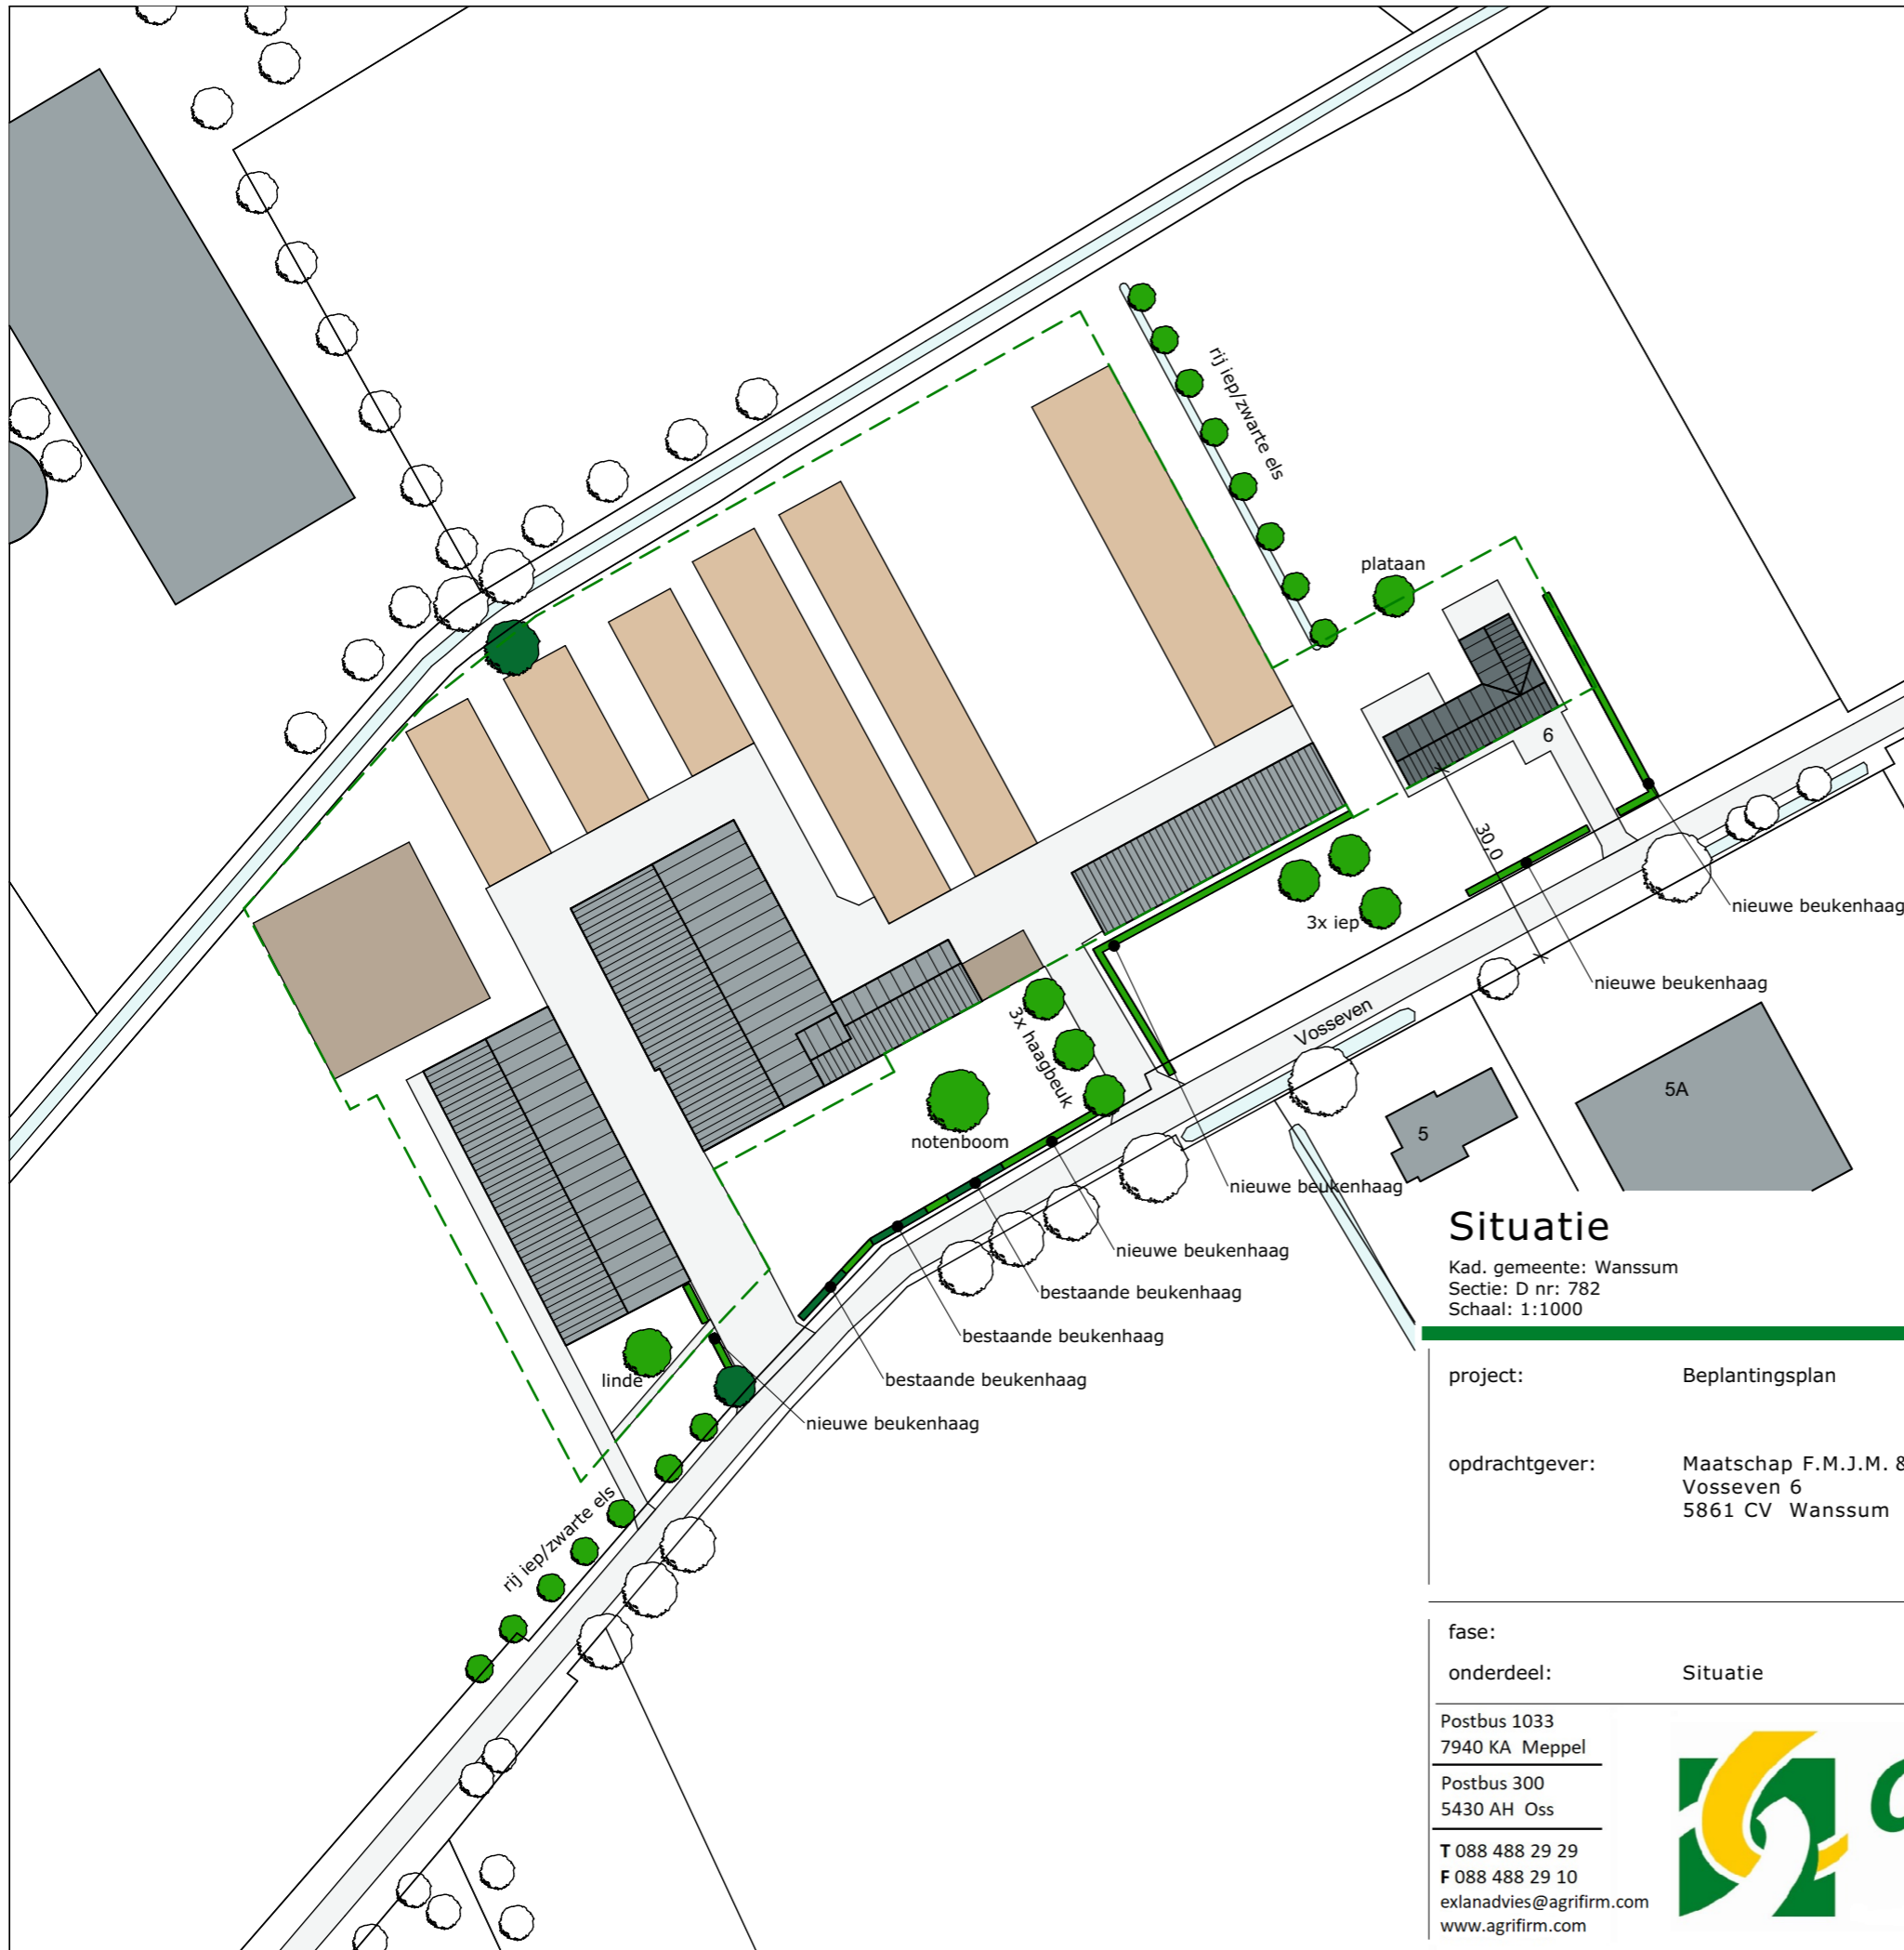 rij iep/zwarte els
plataan
6
30,0
nieuwe beukenhaag
3x iep
nieuwe beukenhaag
Vosseven
3x haagbeuk
5A
5
notenboom
nieuwe beukenhaag
nieuwe beukenhaag
bestaande beukenhaag
bestaande beukenhaag
bestaande beukenhaag
linde
nieuwe beukenhaag
rij iep/zwarte els
Situatie
Kad. gemeente: Wanssum
Sectie: D nr: 782
Schaal: 1:1000
project: Beplantingsplan
opdrachtgever: Maatschap F.M.J.M. &
Vosseven 6
5861 CV Wanssum
fase:
onderdeel: Situatie
Postbus 1033
7940 KA Meppel
Postbus 300
5430 AH Oss
T 088 488 29 29
F 088 488 29 10
exlanadvies@agrifirm.com
www.agrifirm.com